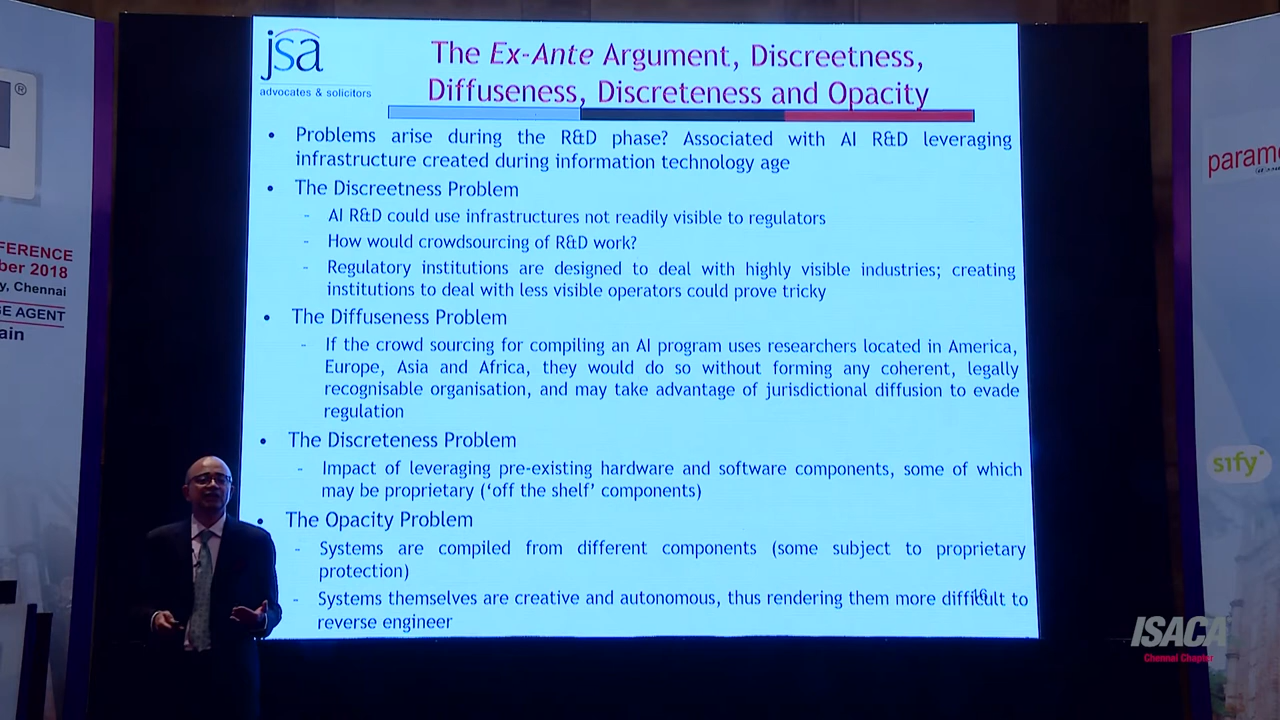 jsa
advocates & solicitors
The Ex-Ante Argument, Discreetness,
Diffuseness, Discreteness and Opacity
• Problems arise during the R&D phase? Associated with AI R&D leveraging
infrastructure created during information technology age
• The Discreetness Problem
- AI R&D could use infrastructures not readily visible to regulators
- How would crowdsourcing of R&D work?
- Regulatory institutions are designed to deal with highly visible industries; creating
institutions to deal with less visible operators could prove tricky
• The Diffuseness Problem
- If the crowd sourcing for compiling an AI program uses researchers located in America,
Europe, Asia and Africa, they would do so without forming any coherent, legally
recognisable organisation, and may take advantage of jurisdictional diffusion to evade
regulation
• The Discreteness Problem
- Impact of leveraging pre-existing hardware and software components, some of which
may be proprietary ('off the shelf' components)
• The Opacity Problem
- Systems are compiled from different components (some subject to proprietary
protection)
- Systems themselves are creative and autonomous, thus rendering them more difficult to
reverse engineer
16
®
FERENCE
ber 2018
y, Chennai
GE AGENT
ain
param
sify
ISACA
Chennai Chapter